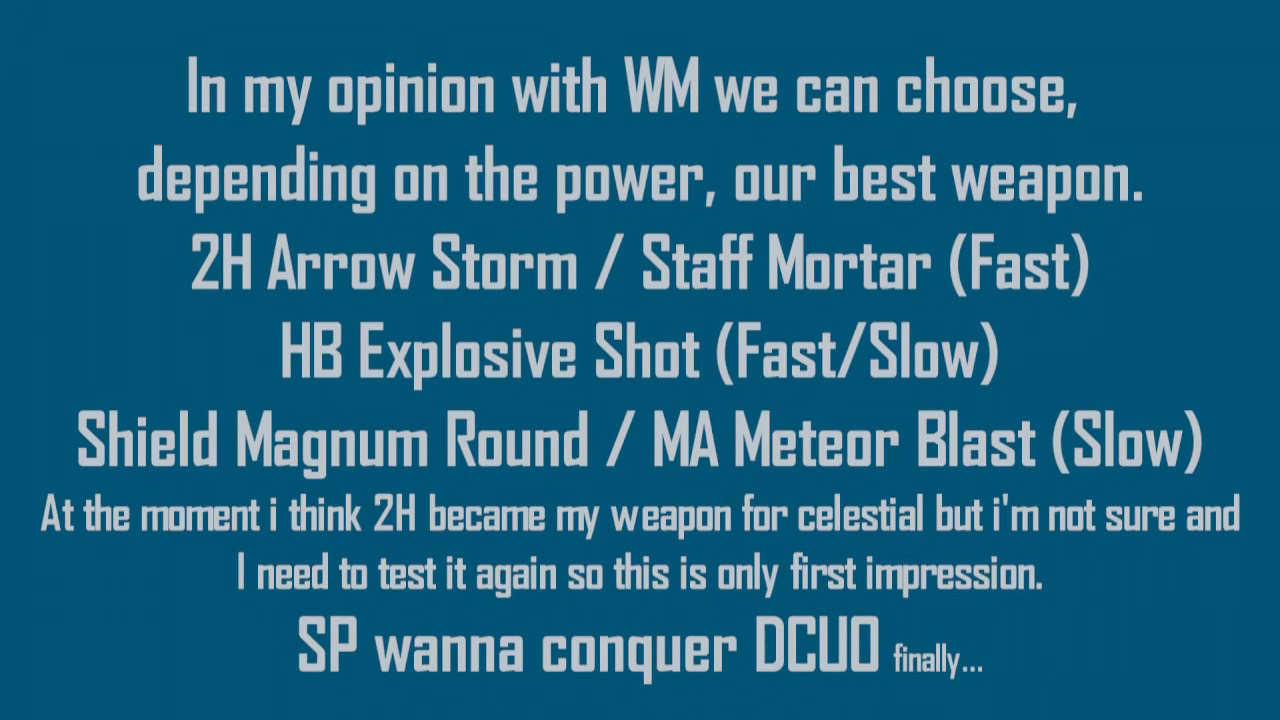 In my opinion with WM we can choose,
depending on the power, our best weapon.
2H Arrow Storm / Staff Mortar (Fast)
HB Explosive Shot (Fast/Slow)
Shield Magnum Round / MA Meteor Blast (Slow)
At the moment i think 2H became my weapon for celestial but i'm not sure and
I need to test it again so this is only first impression.
SP wanna conquer DCUO finally...